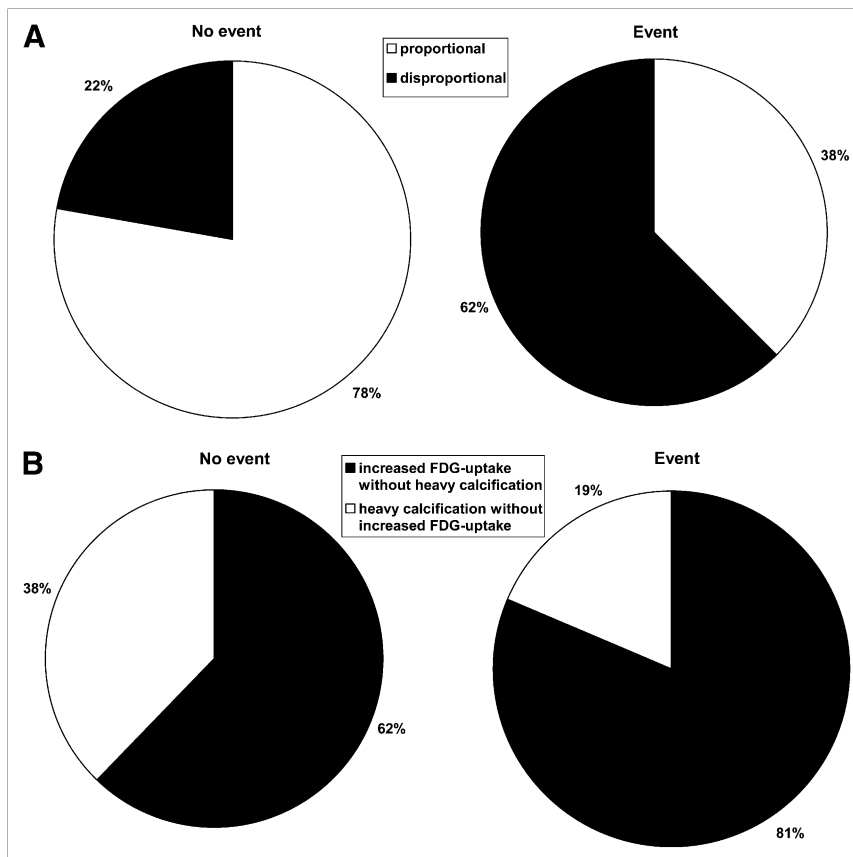 A
No event
Event
proportional
disproportional
22%
78%
38%
62%
B
No event
Event
increased FDG-uptake
without heavy calcification
heavy calcification without
increased FDG-uptake
38%
62%
19%
81%